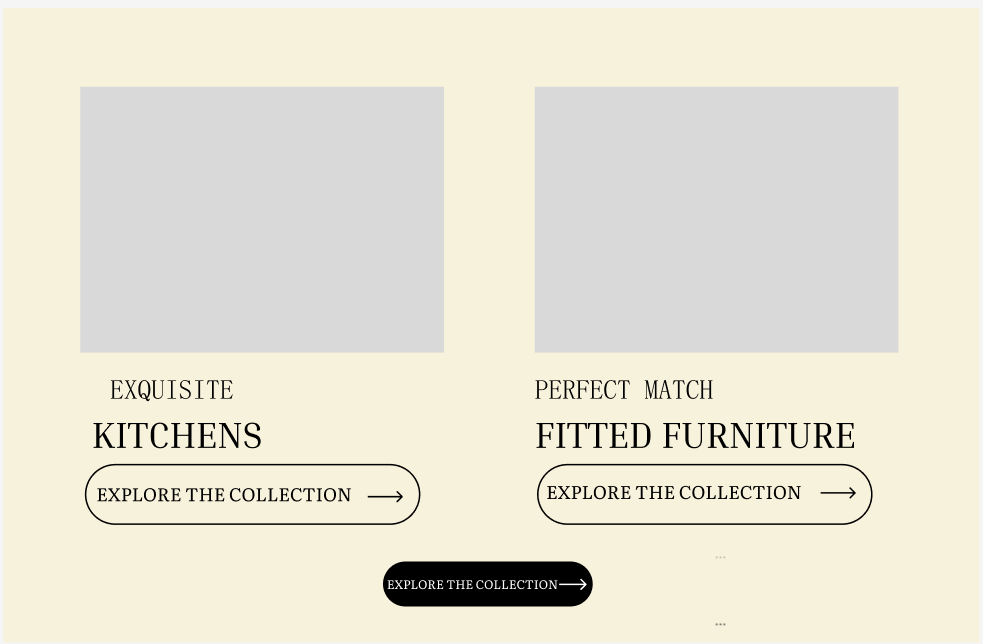 EXQUISITE
KITCHENS
EXPLORE THE COLLECTION
PERFECT MATCH
FITTED FURNITURE
EXPLORE THE COLLECTION
EXPLORE THE COLLECTION
...
...